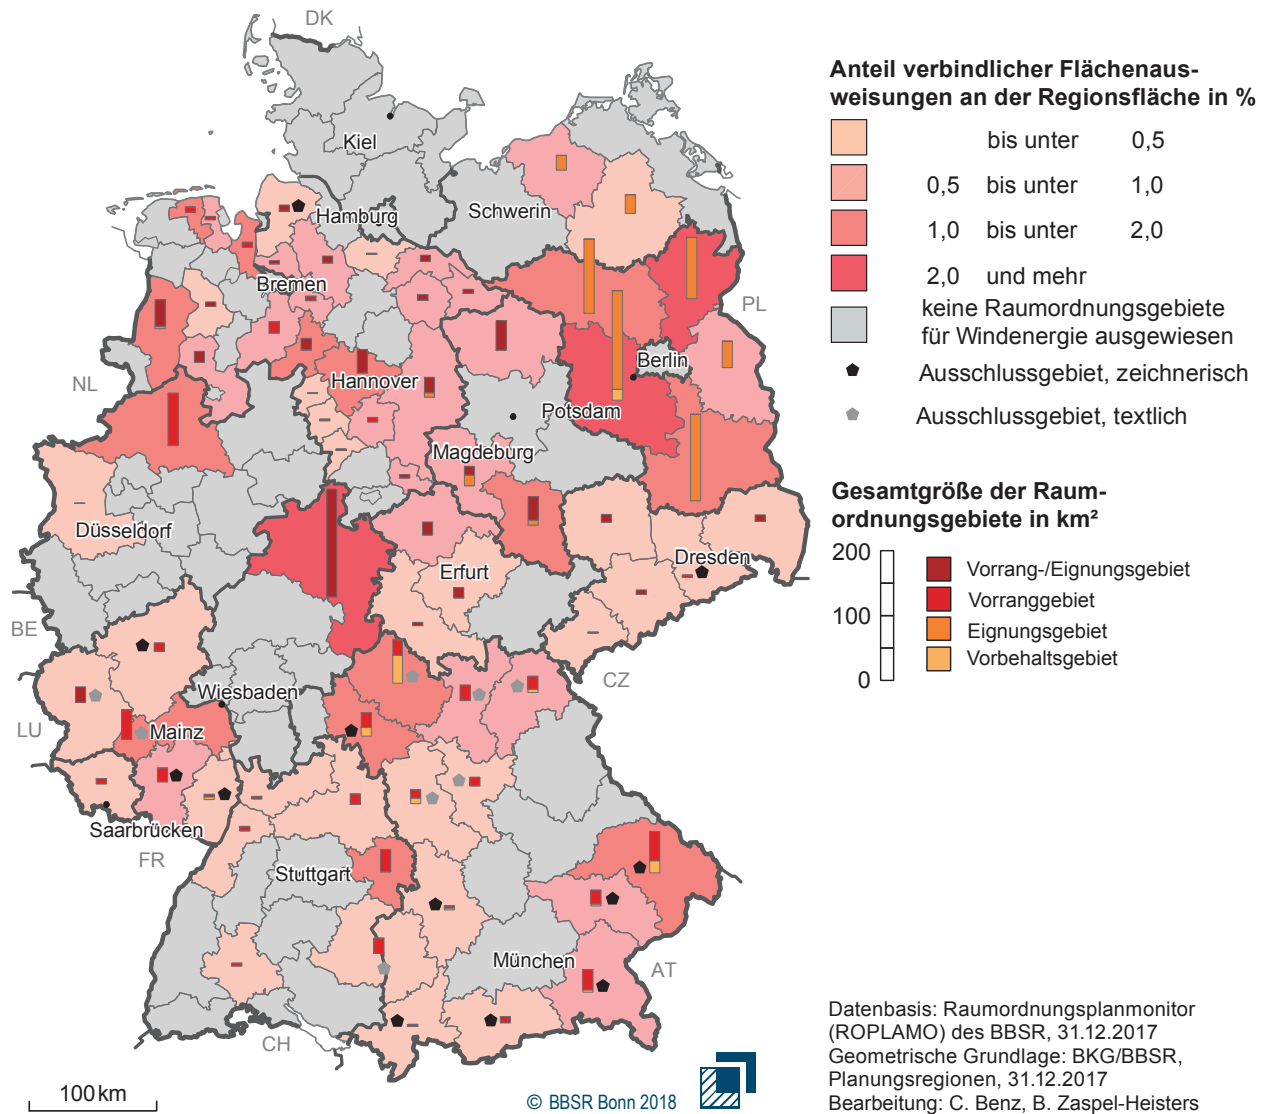 DK
Kiel
Hamburg
Schwerin
Bremen
PL
Berlin
NL
Hannover
Potsdam
Magdeburg
Düsseldorf
Dresden
Erfurt
BE
CZ
Wiesbaden
LU
Mainz
Saarbrücken
FR
Stuttgart
München
AT
CH
100 km
© BBSR Bonn 2018
Anteil verbindlicher Flächenaus-
weisungen an der Regionsfläche in %
bis unter 0,5
0,5 bis unter 1,0
1,0 bis unter 2,0
2,0 und mehr
keine Raumordnungsgebiete
für Windenergie ausgewiesen
Ausschlussgebiet, zeichnerisch
Ausschlussgebiet, textlich
Gesamtgröße der Raum-
ordnungsgebiete in km²
200
100
0
Vorrang-/Eignungsgebiet
Vorranggebiet
Eignungsgebiet
Vorbehaltsgebiet
Datenbasis: Raumordnungsplanmonitor
(ROPLAMO) des BBSR, 31.12.2017
Geometrische Grundlage: BKG/BBSR,
Planungsregionen, 31.12.2017
Bearbeitung: C. Benz, B. Zaspel-Heisters